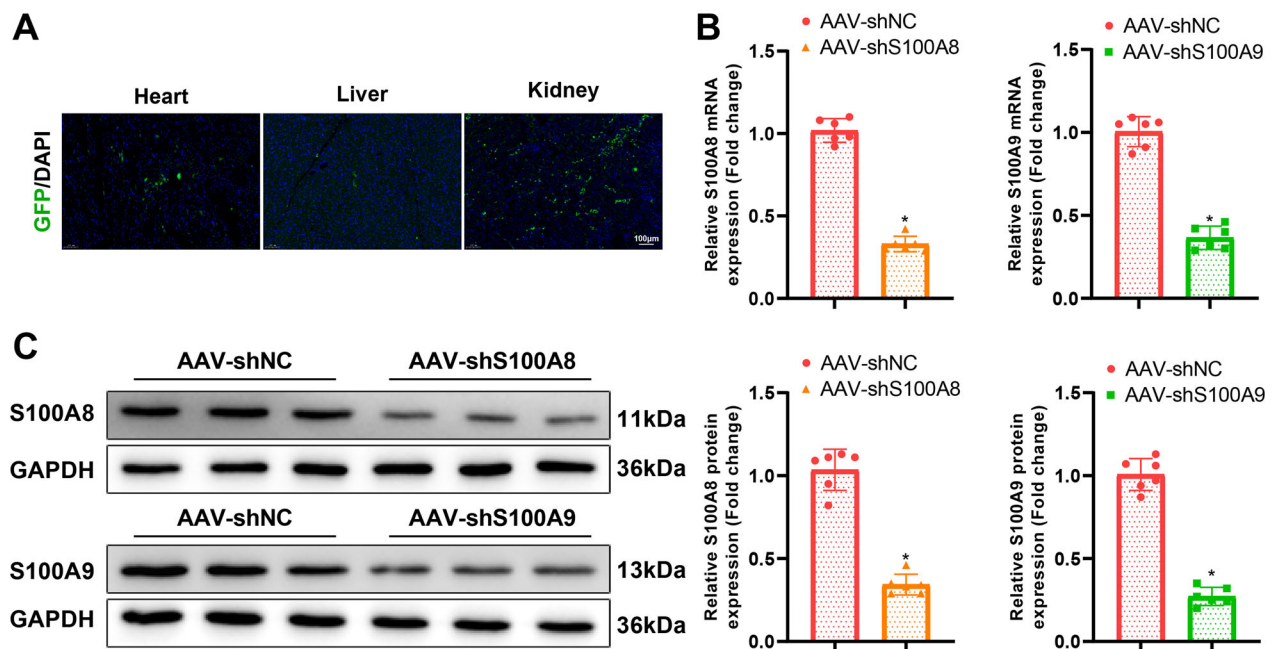 A
Heart
Liver
Kidney
GFP/DAPI
100μm
B
AAV-shNC
AAV-shS100A8
Relative S100A8 mRNA
expression (Fold change)
1.5
1.0
0.5
0.0
*
AAV-shNC
AAV-shS100A9
Relative S100A9 mRNA
expression (Fold change)
1.5
1.0
0.5
0.0
*
C
AAV-shNC
AAV-shS100A8
S100A8
11kDa
GAPDH
36kDa
AAV-shNC
AAV-shS100A9
S100A9
13kDa
GAPDH
36kDa
AAV-shNC
AAV-shS100A8
Relative S100A8 protein
expression (Fold change)
1.5
1.0
0.5
0.0
*
AAV-shNC
AAV-shS100A9
Relative S100A9 protein
expression (Fold change)
1.5
1.0
0.5
0.0
*